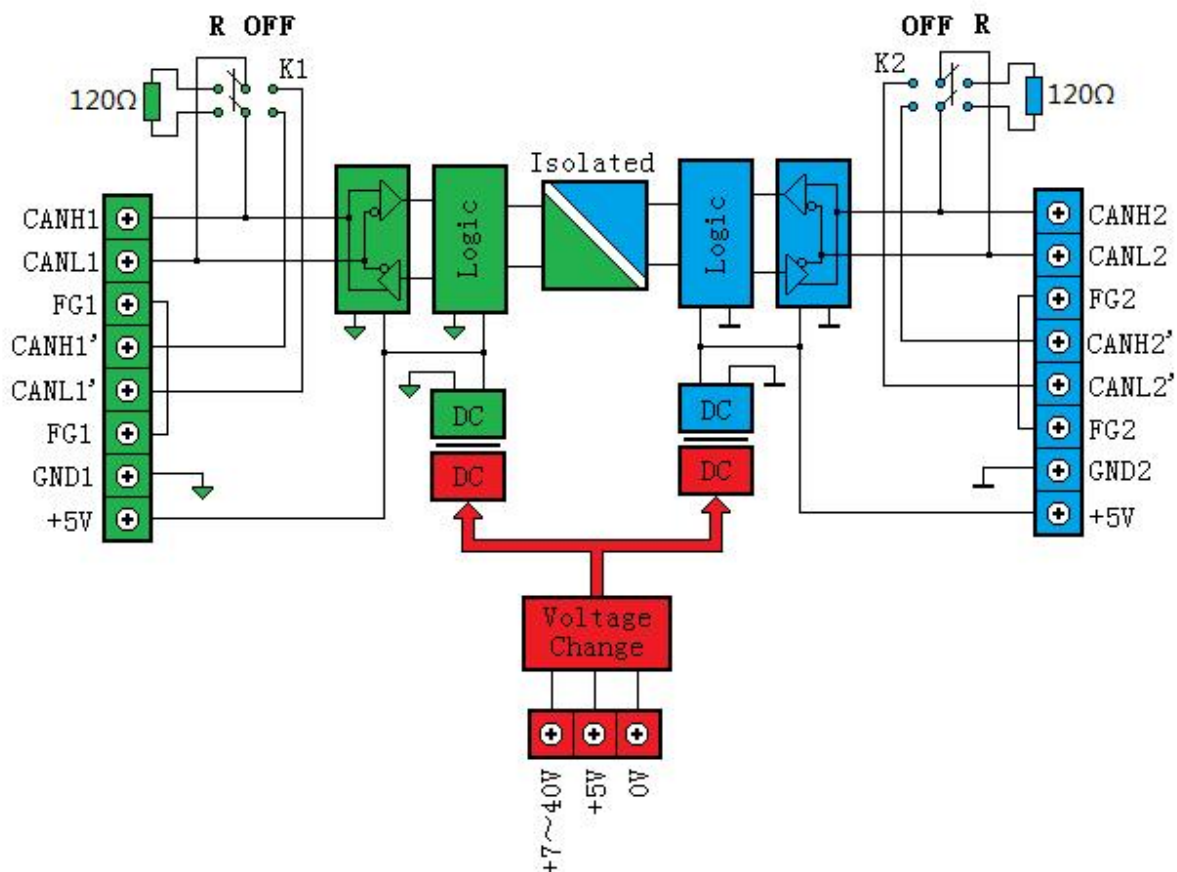 R OFF
OFF R
K1
K2
120Ω
120Ω
Isolated
CANH1
CANL1
FG1
CANH1'
CANL1'
FG1
GND1
+5V
Logic
Logic
CANH2
CANL2
FG2
CANH2'
CANL2'
FG2
GND2
+5V
DC
DC
DC
DC
Voltage
Change
+7～40V
+5V
0V